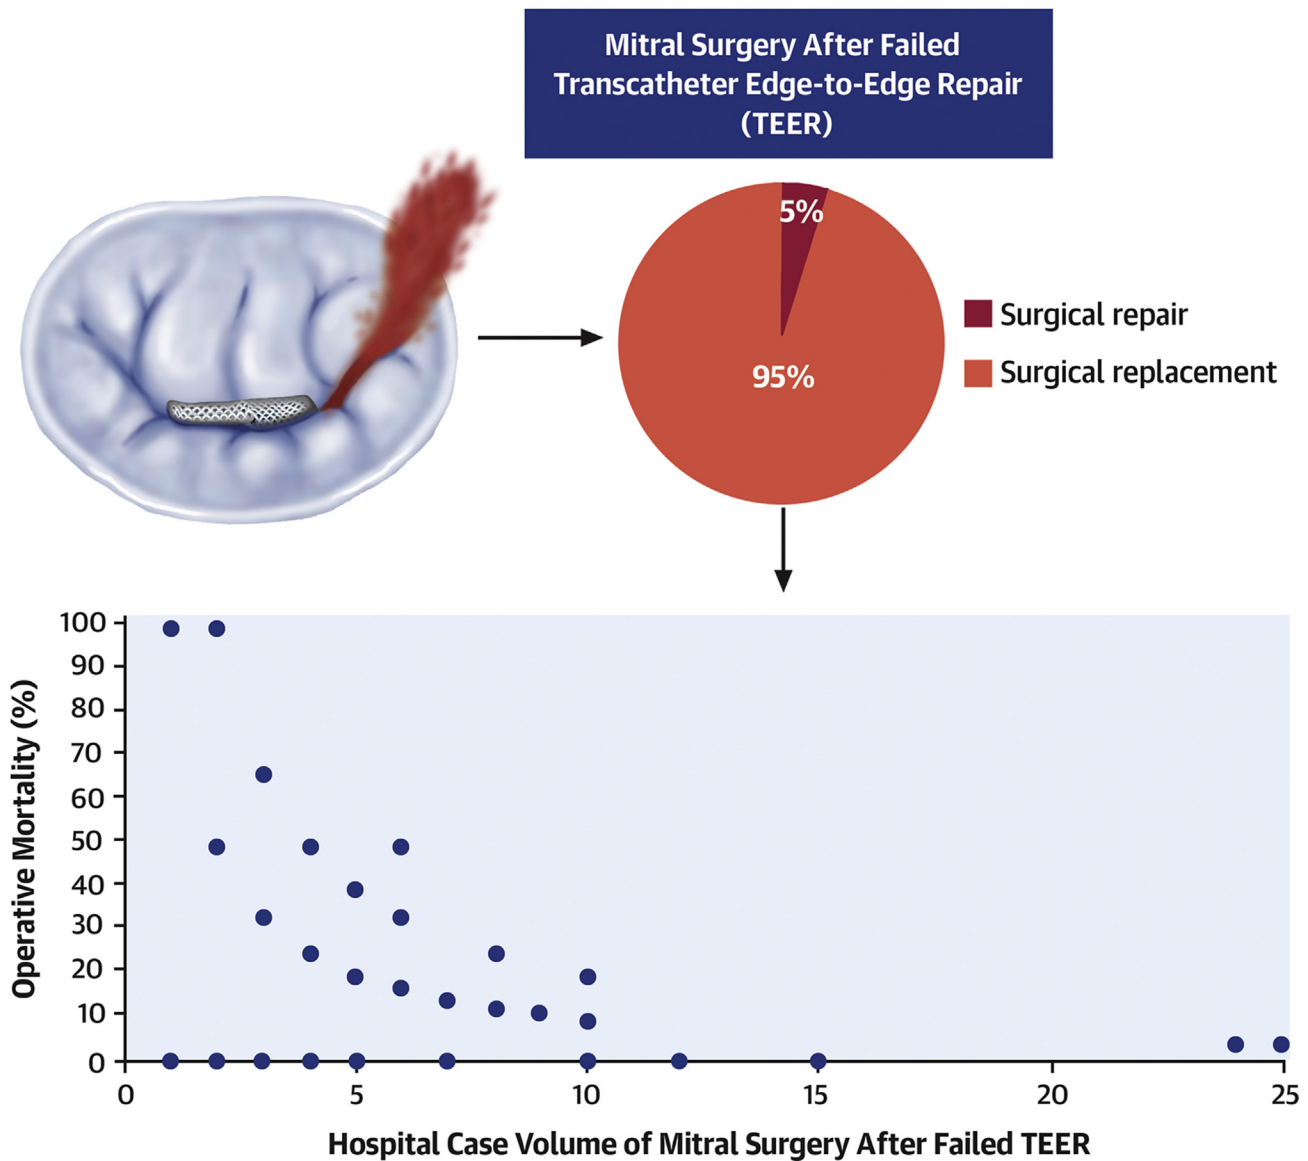 Mitral Surgery After Failed
Transcatheter Edge-to-Edge Repair
(TEER)
5%
95%
Surgical repair
Surgical replacement
Operative Mortality (%)
100
90
80
70
60
50
40
30
20
10
0
0 5 10 15 20 25
Hospital Case Volume of Mitral Surgery After Failed TEER